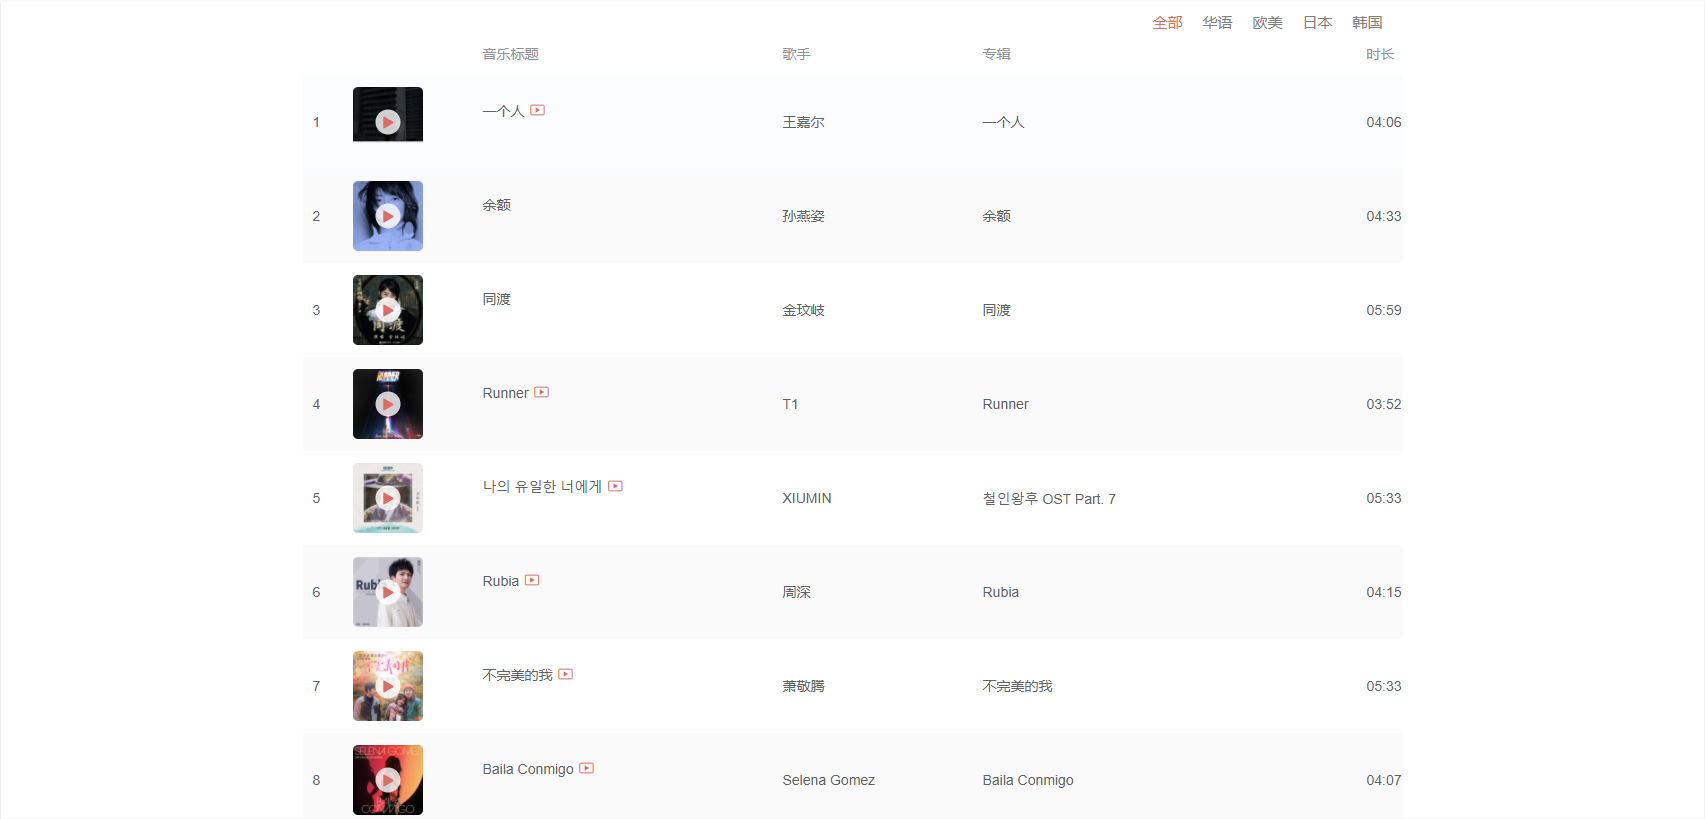 全部 华语 欧美 日本 韩国
音乐标题 歌手 专辑 时长
1 一个人 王嘉尔 一个人 04:06
2 余额 孙燕姿 余额 04:33
3 同渡 金玟岐 同渡 05:59
4 RUNNER Runner T1 Runner 03:52
5 나의 유일한 너에게 XIUMIN 철인왕후 OST Part. 7 05:33
6 Rubia 周深 Rubia 04:15
7 不完美的我 萧敬腾 不完美的我 05:33
SELENA GOMEZ
8 Baila Conmigo Selena Gomez Baila Conmigo 04:07
CONMIGO